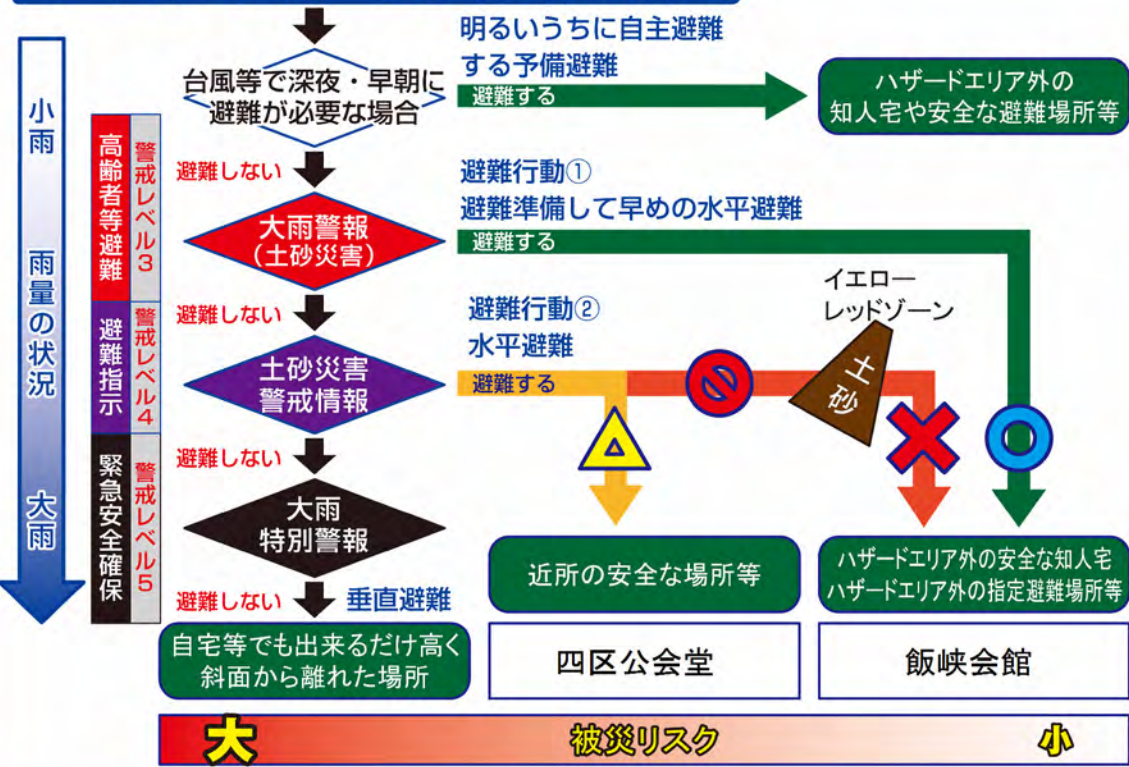 明るいうちに自主避難
する予備避難
台風等で深夜・早朝に
避難が必要な場合
避難する
ハザードエリア外の
知人宅や安全な避難場所等
小雨
雨量の状況
大雨
高齢者等避難
警戒レベル3
避難指示
警戒レベル4
緊急安全確保
警戒レベル5
避難しない
避難行動①
避難準備して早めの水平避難
大雨警報
(土砂災害)
避難する
避難しない
避難行動②
水平避難
イエロー
レッドゾーン
土砂災害
警戒情報
避難する
土砂
避難しない
大雨
特別警報
近所の安全な場所等
ハザードエリア外の安全な知人宅
ハザードエリア外の指定避難場所等
避難しない
垂直避難
自宅等でも出来るだけ高く
斜面から離れた場所
四区公会堂
飯峡会館
大
被災リスク
小